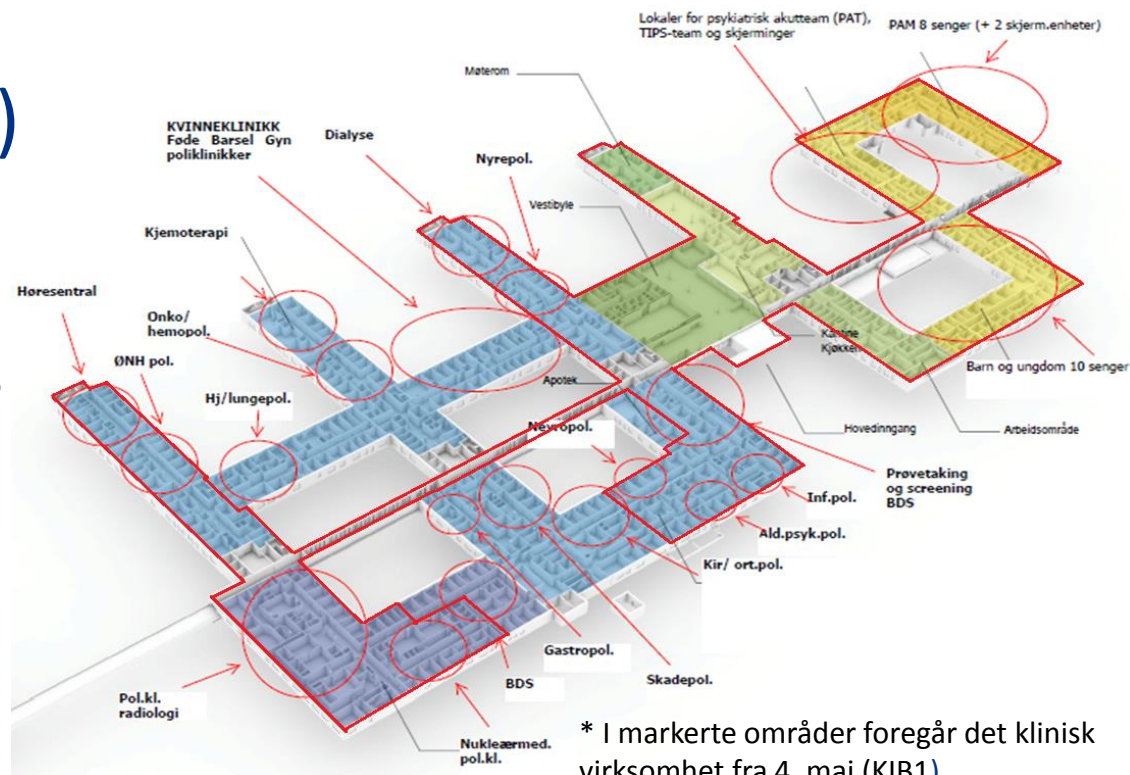 )
Lokaler for psykiatrisk akutteam (PAT),
TIPS-team og skjerminger
PAM 8 senger (+ 2 skjerm.enheter)
Møterom
KVINNEKLINIKK
Føde Barsel Gyn
poliklinikker
Dialyse
Nyrepol.
Vestibyle
Kjemoterapi
Høresentral
Onko/
hemopol.
ØNH pol.
Hj/lungepol.
Apotek
Kantine
Kjøkken
Barn og ungdom 10 senger
Nevropol.
Hovedinngang
Arbeidsområde
Prøvetaking
og screening
BDS
Inf.pol.
Ald.psyk.pol.
Kir/ ort.pol.
Gastropol.
Skadepol.
BDS
Pol.kl.
radiologi
Nukleærmed.
pol.kl.
* I markerte områder foregår det klinisk
virksomhet fra 4. mai (KIB1)